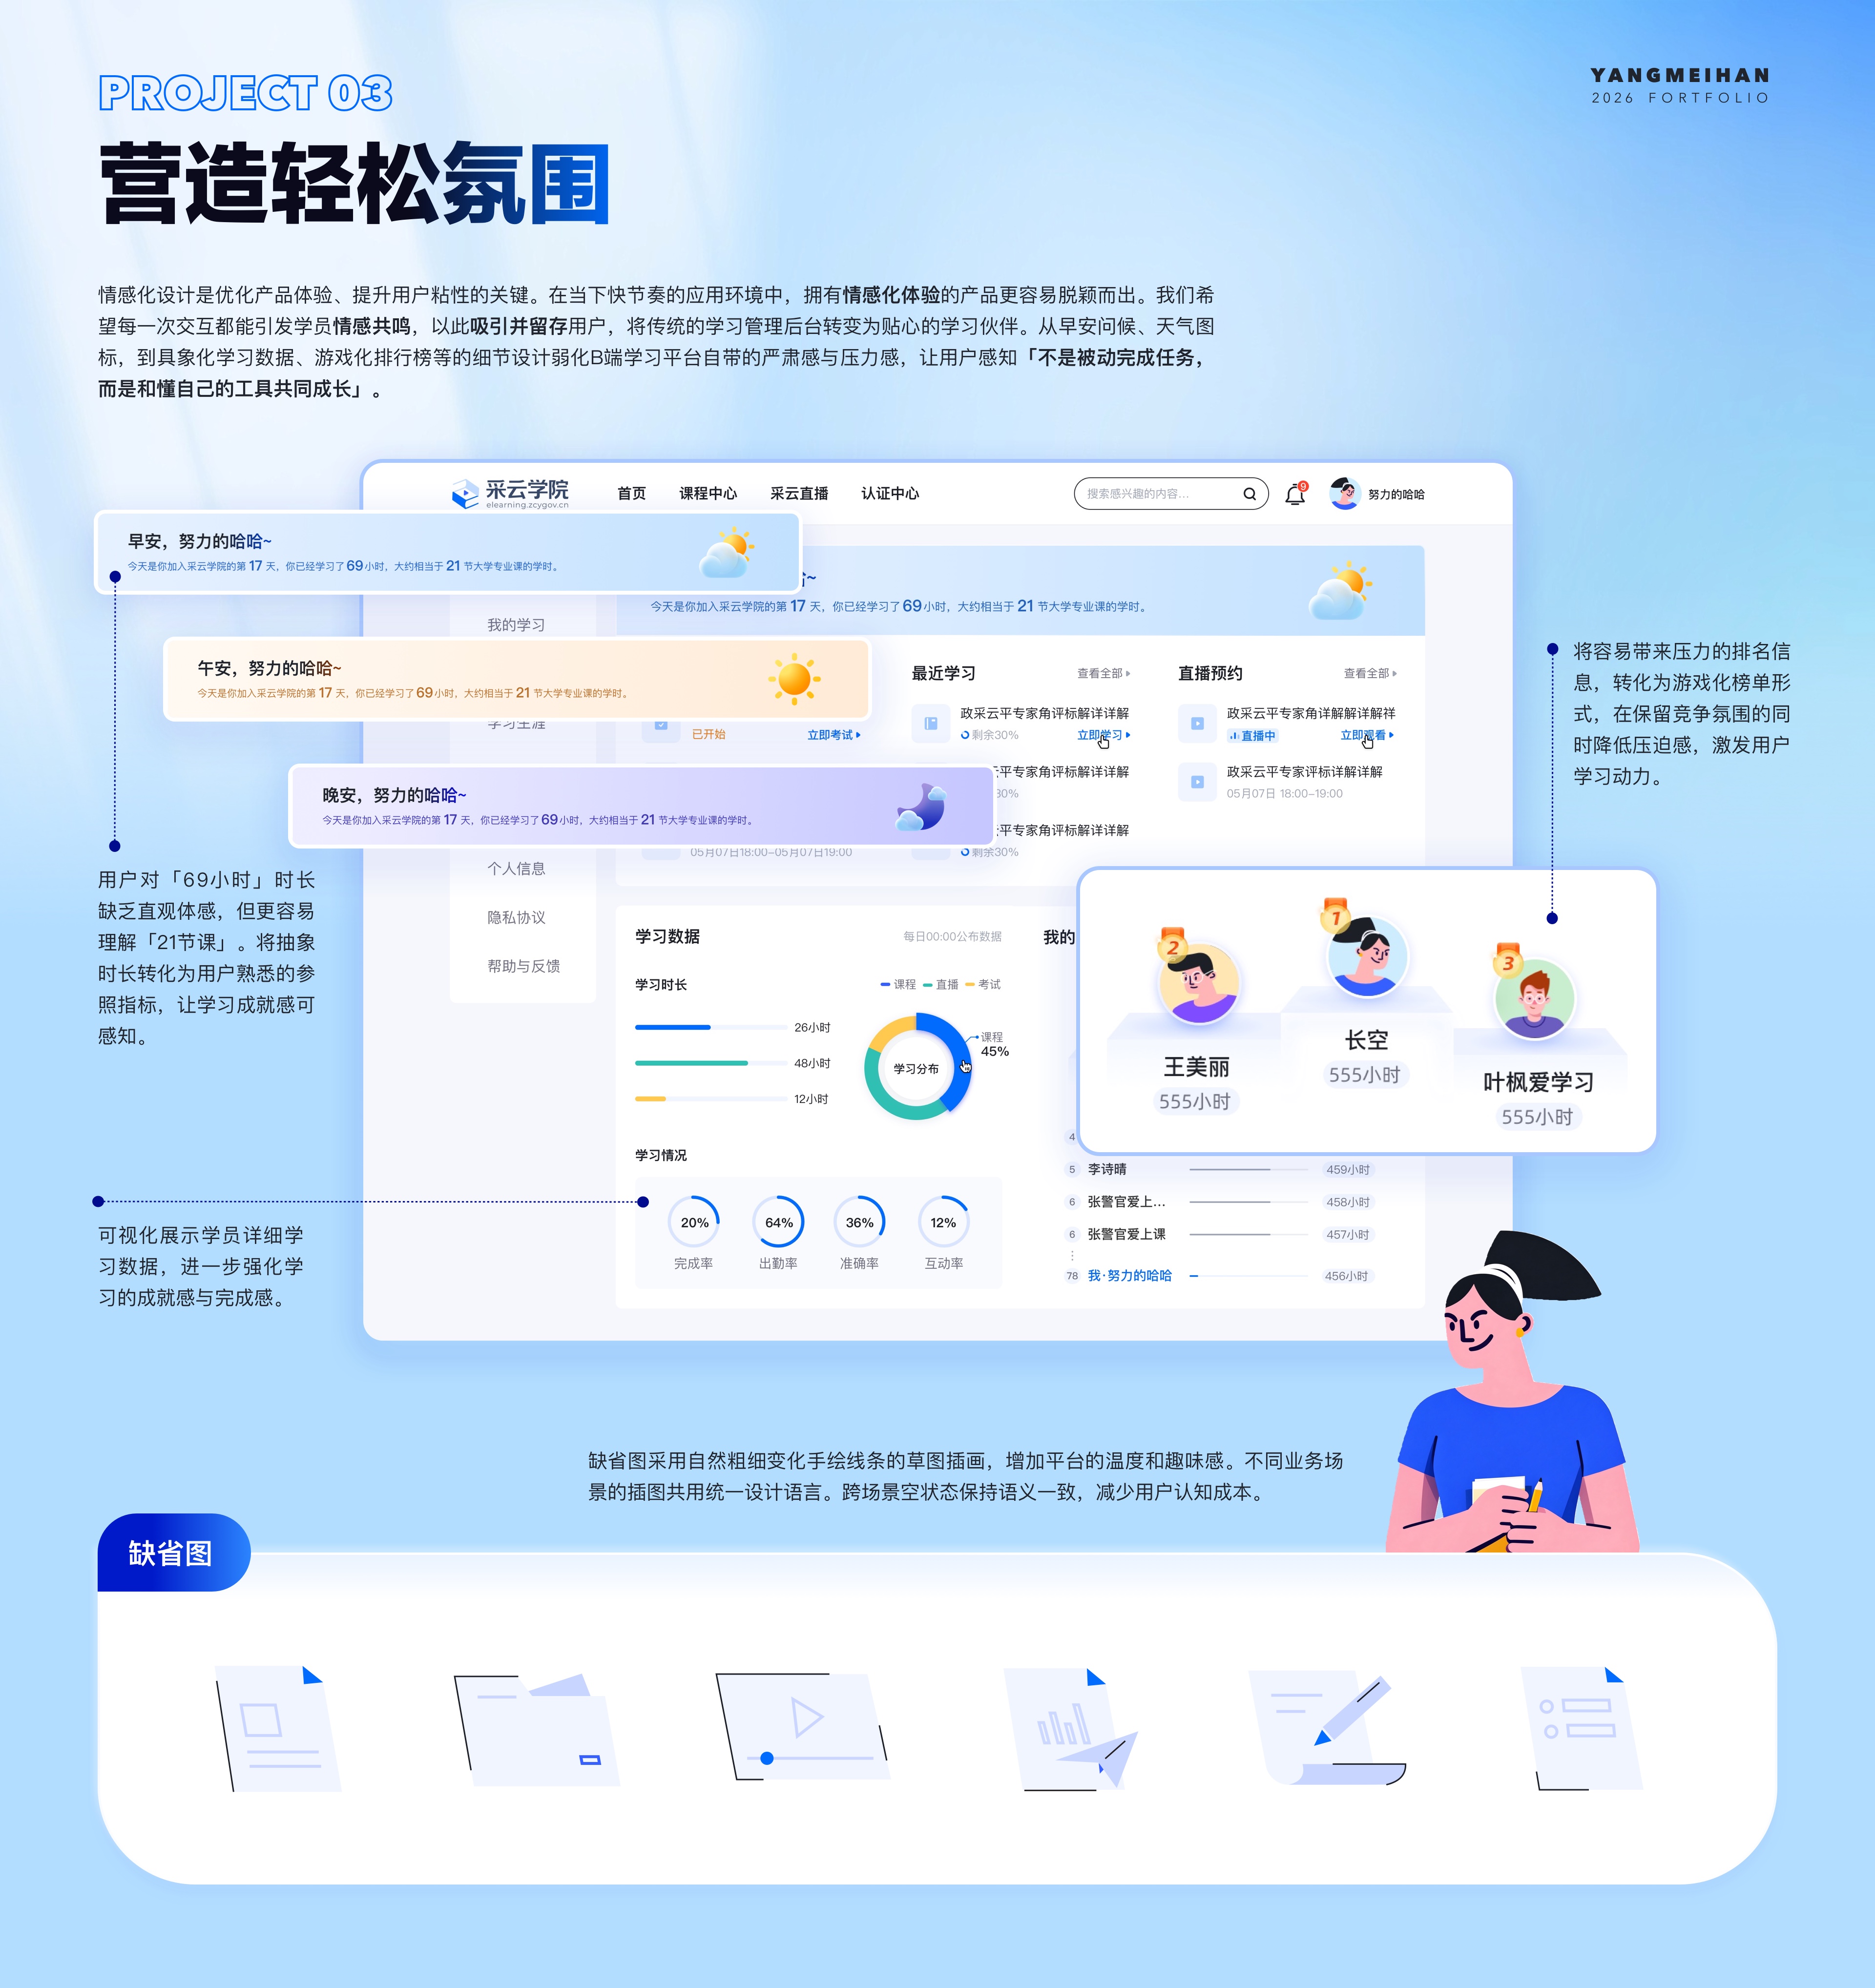 PROJECT 03
YANGMEIHAN
2026 FORTFOLIO
营造轻松氛围
情感化设计是优化产品体验、提升用户粘性的关键。在当下快节奏的应用环境中，拥有情感化体验的产品更容易脱颖而出。我们希
望每一次交互都能引发学员情感共鸣，以此吸引并留存用户，将传统的学习管理后台转变为贴心的学习伙伴。从早安问候、天气图
标，到具象化学习数据、游戏化排行榜等的细节设计弱化B端学习平台自带的严肃感与压力感，让用户感知「不是被动完成任务，
而是和懂自己的工具共同成长」。
采云学院
elearning.zcygov.cn
首页
课程中心
采云直播
认证中心
搜索感兴趣的内容...
9
努力的哈哈
早安，努力的哈哈~
今天是你加入采云学院的第 17 天，你已经学习了69小时，大约相当于 21 节大学专业课的学时。
~
今天是你加入采云学院的第 17 天，你已经学习了69小时，大约相当于 21 节大学专业课的学时。
我的学习
午安，努力的哈哈~
今天是你加入采云学院的第 17 天，你已经学习了69小时，大约相当于 21 节大学专业课的学时。
学习生涯
已开始
立即考试
最近学习
查看全部
政采云平专家角评标解详详解
剩余30%
立即学习
云平专家角评标解详详解
30%
云平专家角评标解详详解
剩余30%
直播预约
查看全部
政采云平专家角详解解详解祥
直播中
立即观看
政采云平专家评标详详解
05月07日 18:00-19:00
晚安，努力的哈哈~
今天是你加入采云学院的第 17 天，你已经学习了69小时，大约相当于 21 节大学专业课的学时。
05月07日18:00-05月07日19:00
个人信息
隐私协议
帮助与反馈
将容易带来压力的排名信
息，转化为游戏化榜单形
式，在保留竞争氛围的同
时降低压迫感，激发用户
学习动力。
用户对「69小时」时长
缺乏直观体感，但更容易
理解「21节课」。将抽象
时长转化为用户熟悉的参
照指标，让学习成就感可
感知。
学习数据
每日00:00公布数据
学习时长
课程
直播
考试
26小时
48小时
12小时
学习分布
课程
45%
学习情况
20%
完成率
64%
出勤率
36%
准确率
12%
互动率
可视化展示学员详细学
习数据，进一步强化学
习的成就感与完成感。
我的
2
王美丽
555小时
1
长空
555小时
3
叶枫爱学习
555小时
4
5 李诗晴 459小时
6 张警官爱上... 458小时
6 张警官爱上课 457小时
78 我·努力的哈哈 456小时
缺省图采用自然粗细变化手绘线条的草图插画，增加平台的温度和趣味感。不同业务场
景的插图共用统一设计语言。跨场景空状态保持语义一致，减少用户认知成本。
缺省图